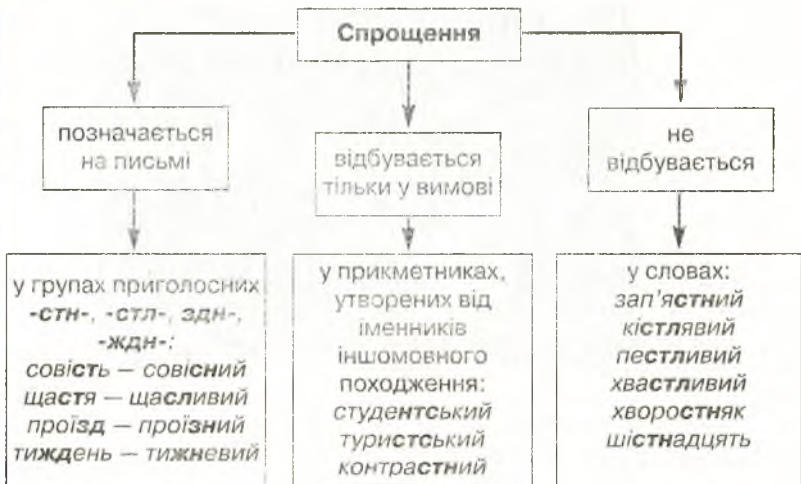 Спрощення
позначається
на письмі
відбувається
тільки у вимові
не
відбувається
у групах приголосних
-стн-, -стл-, здн-,
-ждн-:
совість — совісний
щастя — щасливий
проїзд — проїзний
тиждень — тижневий
у прикметниках,
утворених від
іменників
іншомовного
походження:
студентський
туристський
контрастний
у словах:
зап'ястний
кістлявий
пестливий
хвастливий
хворостняк
шістнадцять